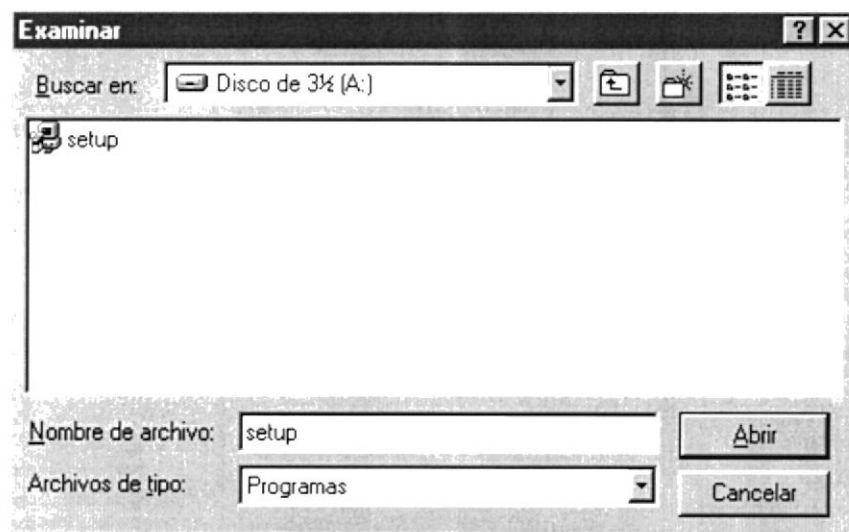 Examinar
Buscar en: Disco de 3½ (A:)
setup
Nombre de archivo: setup Abrir
Archivos de tipo: Programas Cancelar